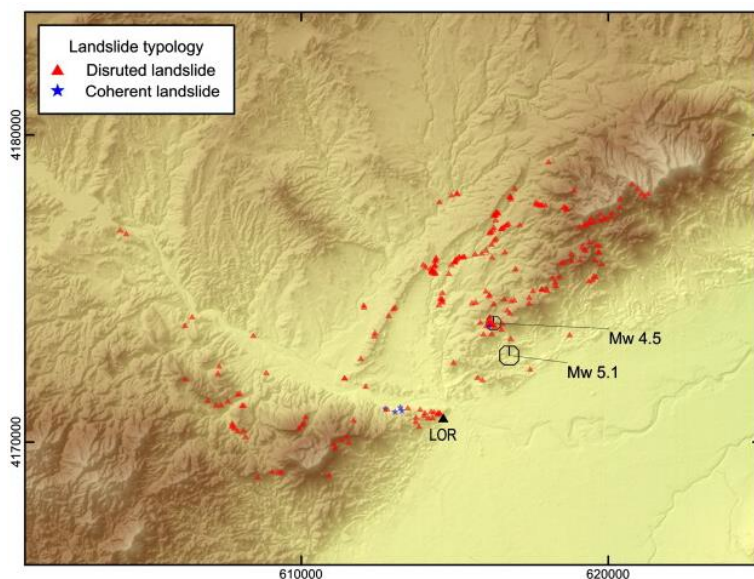 Landslide typology
Disruted landslide
Coherent landslide
4180000
Mw 4.5
Mw 5.1
LOR
4170000
610000
620000